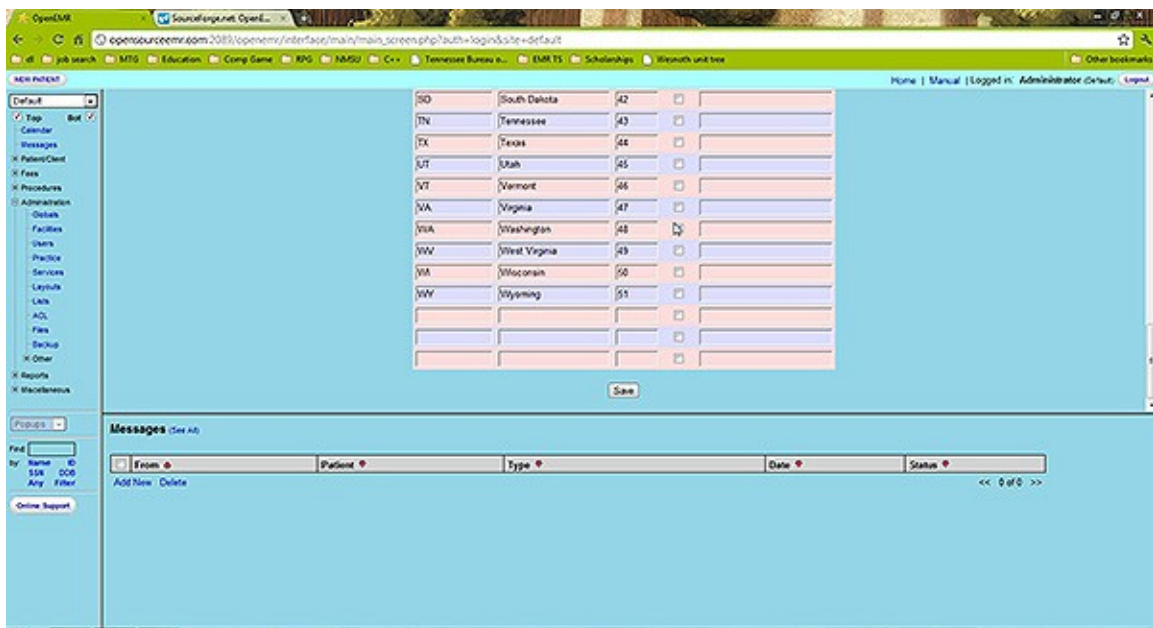 OpenEMR
SourceForge.net: OpenE...
opensourceemr.com:2089/openemr/interface/main/main_screen.php?auth=login&site=default
dl job search MTG Education Comp Game RPG NMSU C++ Tennessee Bureau o... EMR TS Scholarships Wesnoth unit tree Other bookmarks
NEW PATIENT Home | Manual | Logged in: Administrator (Default) Logout
Default
Top Bot
Calendar
Messages
Patient/Client
Fees
Procedures
Administration
Globals
Facilities
Users
Practice
Services
Layouts
Lists
ACL
Files
Backup
Other
Reports
Miscellaneous
SD South Dakota 42
TN Tennessee 43
TX Texas 44
UT Utah 45
VT Vermont 46
VA Virginia 47
WA Washington 48
WV West Virginia 49
WI Wisconsin 50
WY Wyoming 51
Save
Popups
Find
by: Name ID
SSN DOB
Any Filter
Online Support
Messages (See All)
From Patient Type Date Status
Add New Delete << 0 of 0 >>